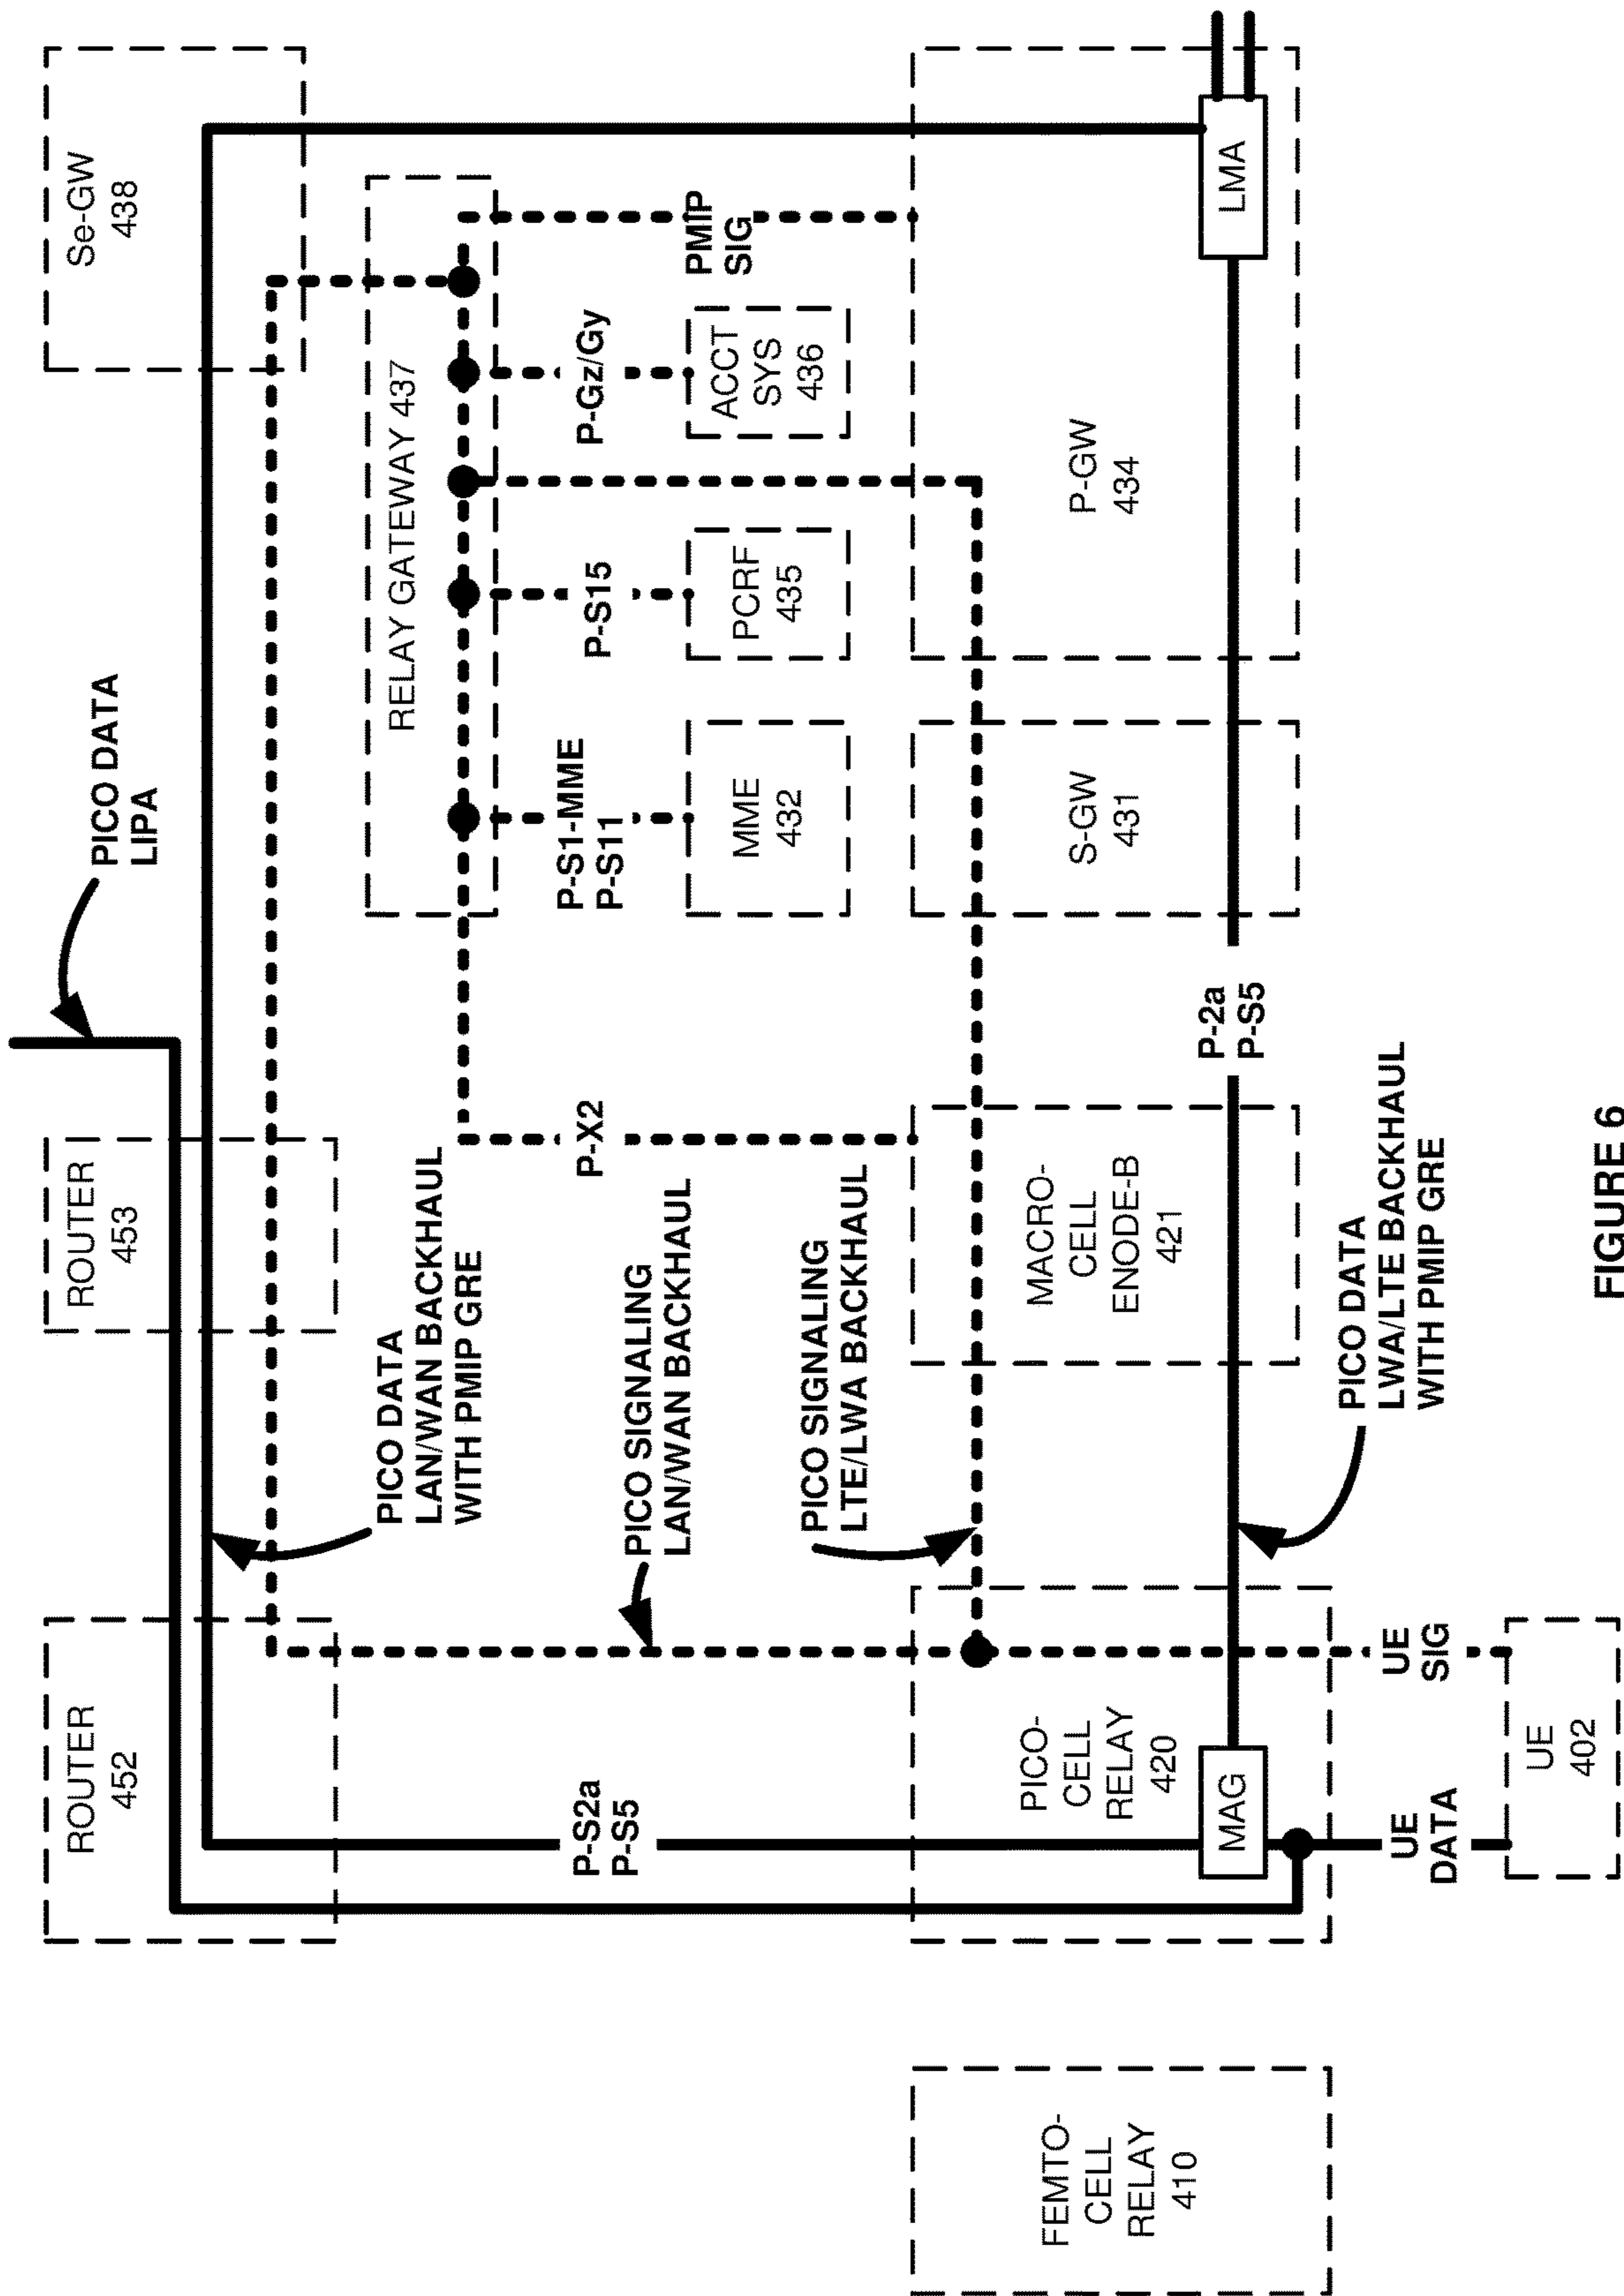 ROUTER
452
ROUTER
453
PICO DATA
LIPA
Se-GW
438
PICO DATA
LAN/WAN BACKHAUL
WITH PMIP GRE
RELAY GATEWAY 437
P-S2a
P-S5
PICO SIGNALING
LAN/WAN BACKHAUL
P-X2
P-S1-MME
P-S11
P-S15
P-Gz/Gy
PMIP
SIG
PICO SIGNALING
LTE/LWA BACKHAUL
MME
432
PCRF
435
ACCT
SYS
436
FEMTO-
CELL
RELAY
410
PICO-
CELL
RELAY
420
MACRO-
CELL
ENODE-B
421
S-GW
431
P-GW
434
MAG
P-2a
P-S5
LMA
UE
DATA
UE
SIG
PICO DATA
LWA/LTE BACKHAUL
WITH PMIP GRE
UE
402
FIGURE 6